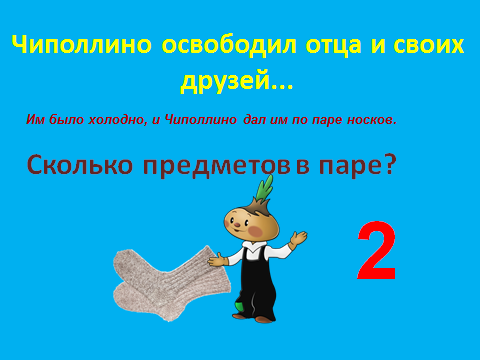 Чиполлино освободил отца и своих
друзей...
Им было холодно, и Чиполлино дал им по паре носков.
Сколько предметов в паре?
2